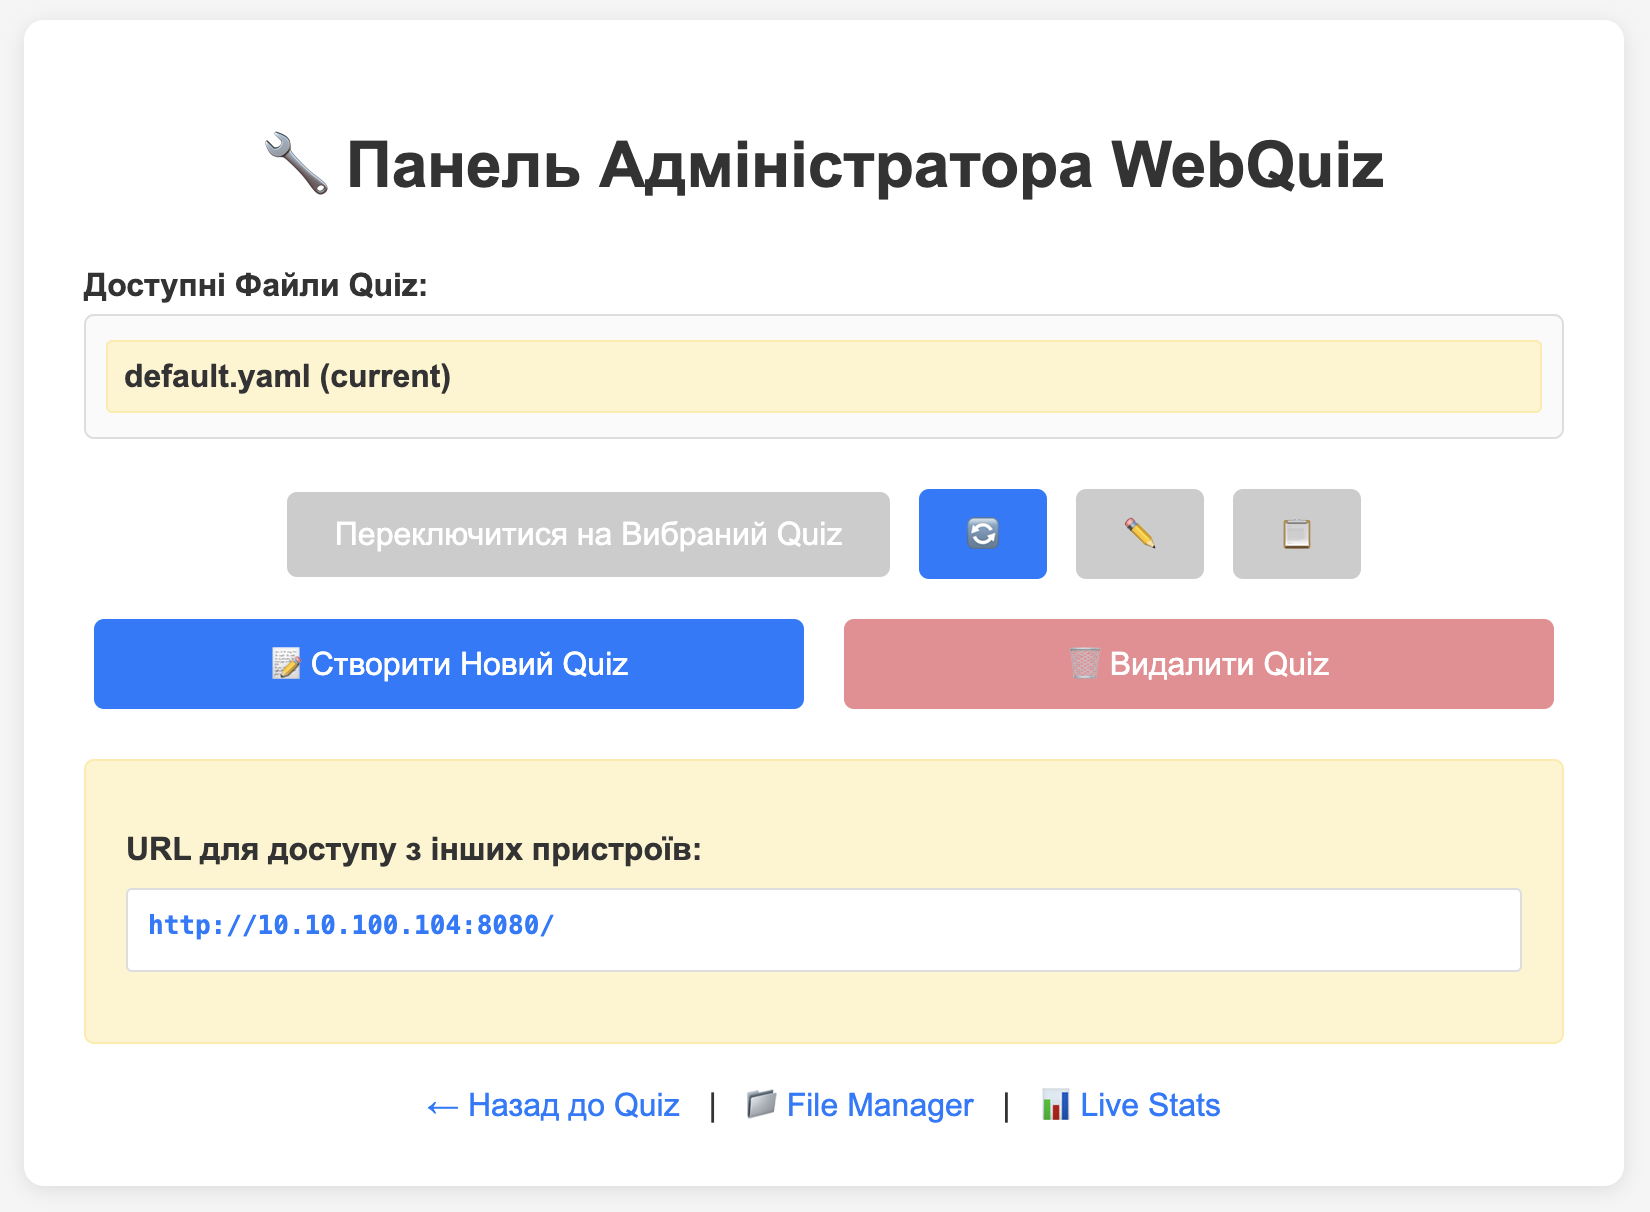 Панель Адміністратора WebQuiz
Доступні Файли Quiz:
default.yaml (current)
Переключитися на Вибраний Quiz
Створити Новий Quiz
Видалити Quiz
URL для доступу з інших пристроїв:
http://10.10.100.104:8080/
← Назад до Quiz | File Manager | Live Stats